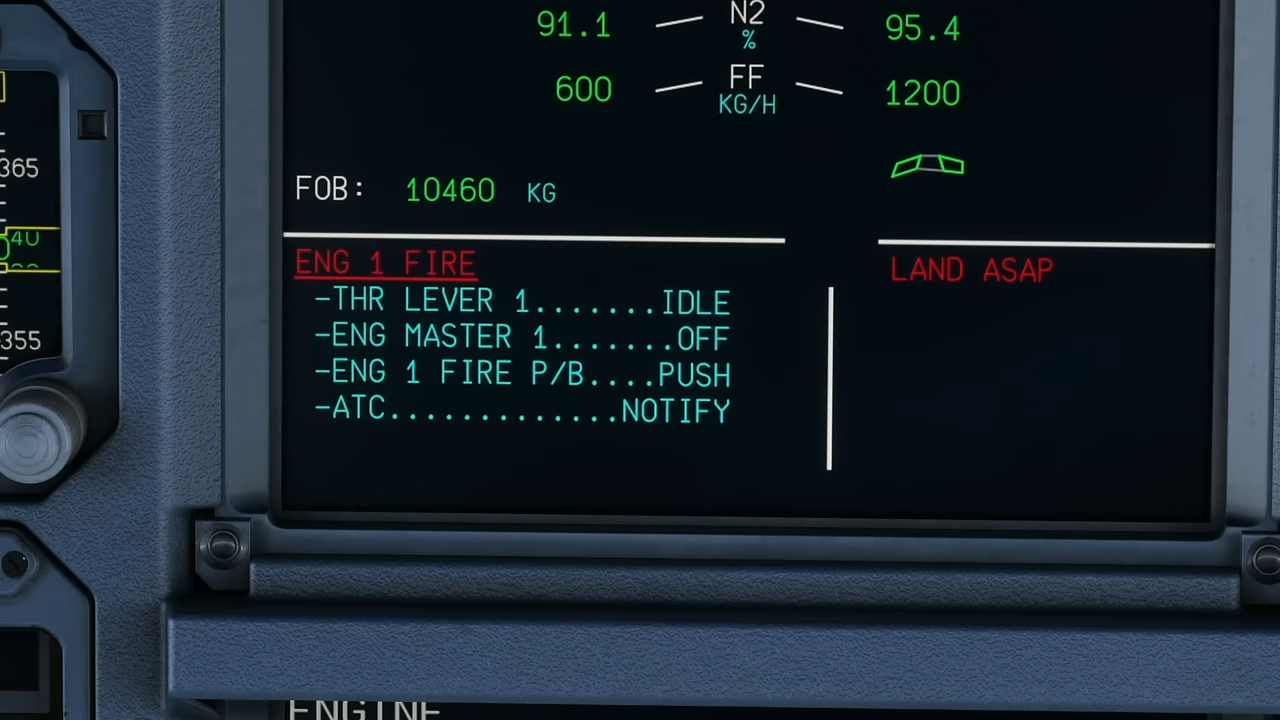 91.1 N2 95.4
%
600 FF 1200
KG/H
365
FOB: 10460 KG
40
ENG 1 FIRE
LAND ASAP
-THR LEVER 1.......IDLE
-ENG MASTER 1.......OFF
355
-ENG 1 FIRE P/B....PUSH
-ATC.............NOTIFY
ENGINE